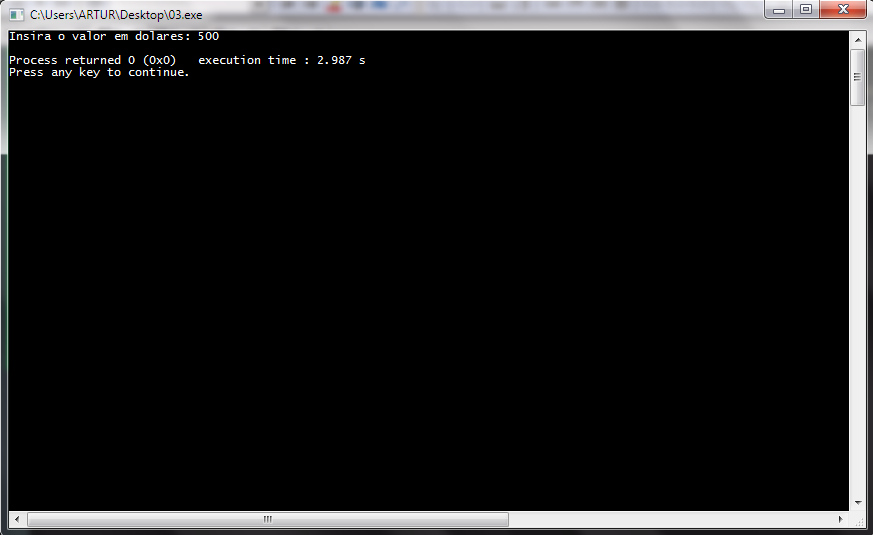 C:\Users\ARTUR\Desktop\03.exe
Insira o valor em dolares: 500
Process returned 0 (0x0)   execution time : 2.987 s
Press any key to continue.